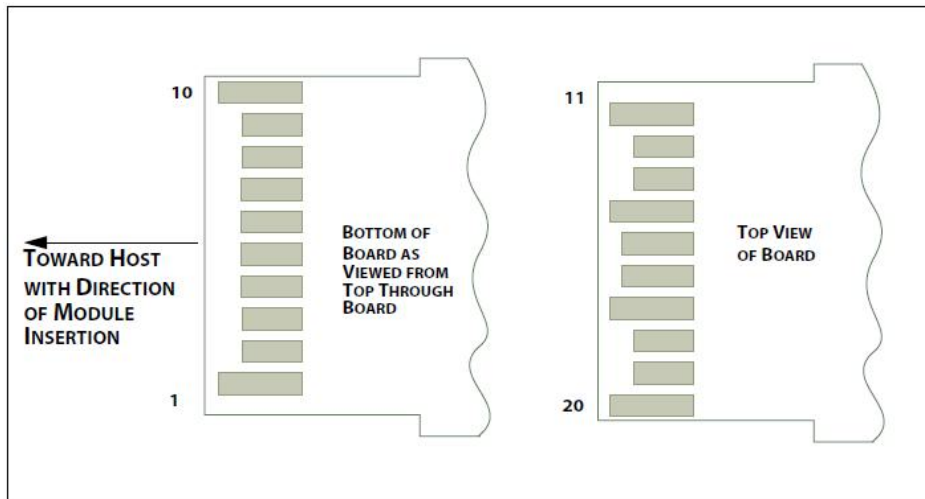 10
1
TOWARD HOST
WITH DIRECTION
OF MODULE
INSERTION
BOTTOM OF
BOARD AS
VIEWED FROM
TOP THROUGH
BOARD
11
20
TOP VIEW
OF BOARD